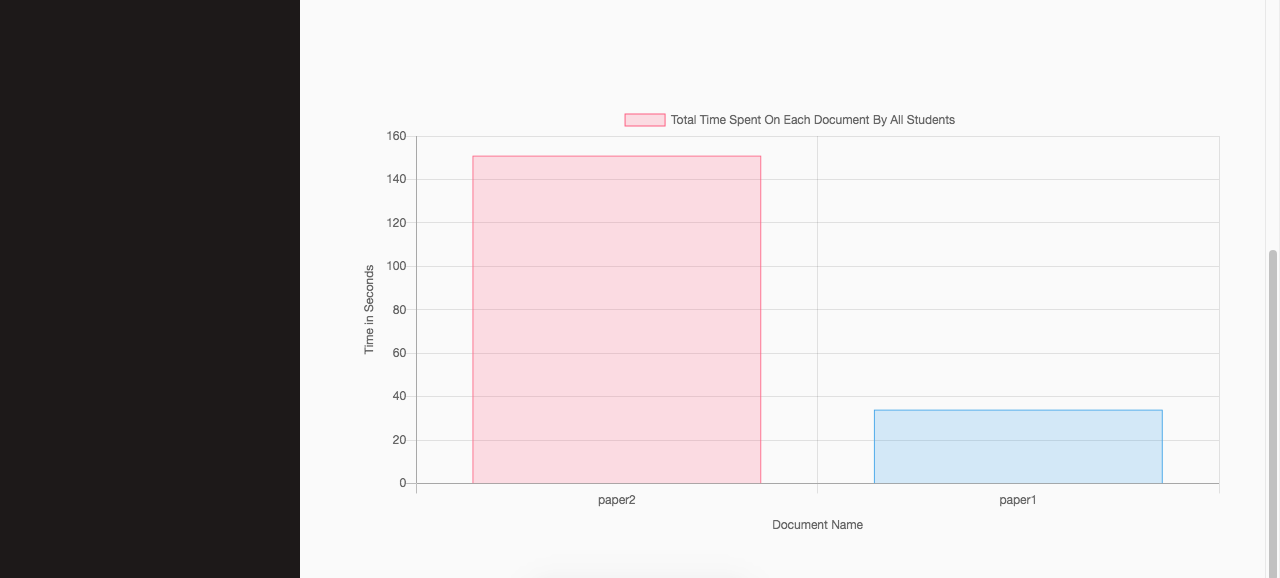 Total Time Spent On Each Document By All Students
160
140
120
100
80
60
40
20
0
Time in Seconds
paper2 paper1
Document Name